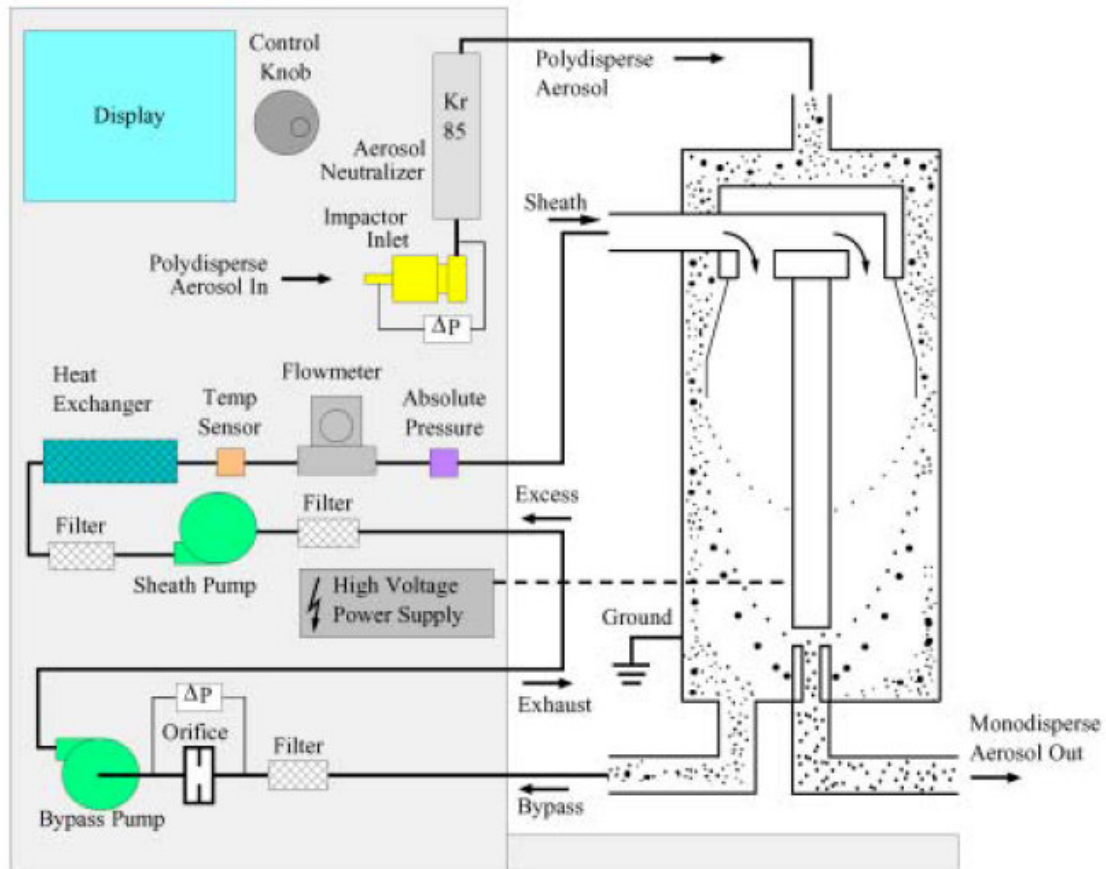 Display
Control
Knob
Kr
85
Aerosol
Neutralizer
Impactor
Inlet
Polydisperse
Aerosol In
ΔP
Polydisperse
Aerosol
Sheath
Heat
Exchanger
Temp
Sensor
Flowmeter
Absolute
Pressure
Filter
Sheath Pump
Filter
Excess
High Voltage
Power Supply
Ground
ΔP
Orifice
Filter
Exhaust
Bypass Pump
Bypass
Monodisperse
Aerosol Out